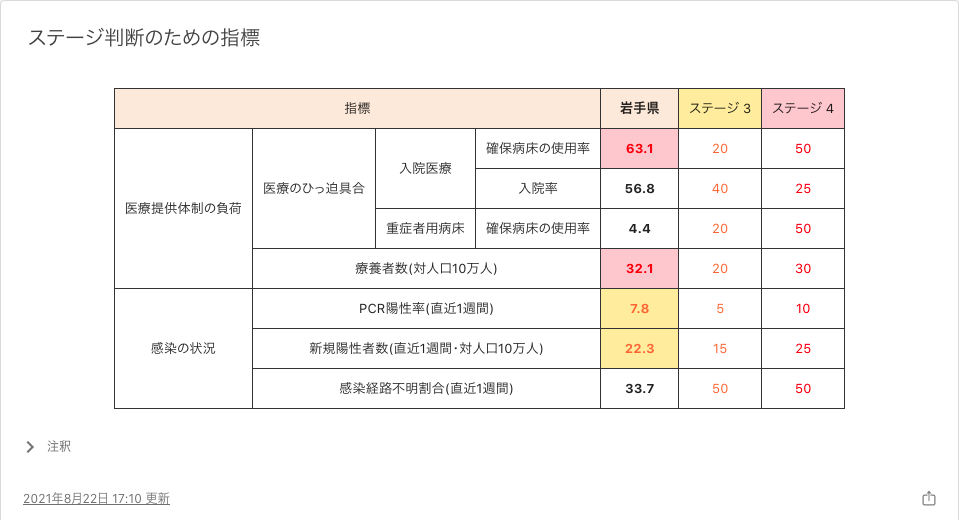 ステージ判断のための指標
指標 岩手県 ステージ 3 ステージ 4
医療提供体制の負荷 医療のひっ迫具合 入院医療 確保病床の使用率 63.1 20 50
入院率 56.8 40 25
重症者用病床 確保病床の使用率 4.4 20 50
療養者数(対人口10万人) 32.1 20 30
感染の状況 PCR陽性率(直近1週間) 7.8 5 10
新規陽性者数(直近1週間・対人口10万人) 22.3 15 25
感染経路不明割合(直近1週間) 33.7 50 50
注釈
2021年8月22日 17:10 更新